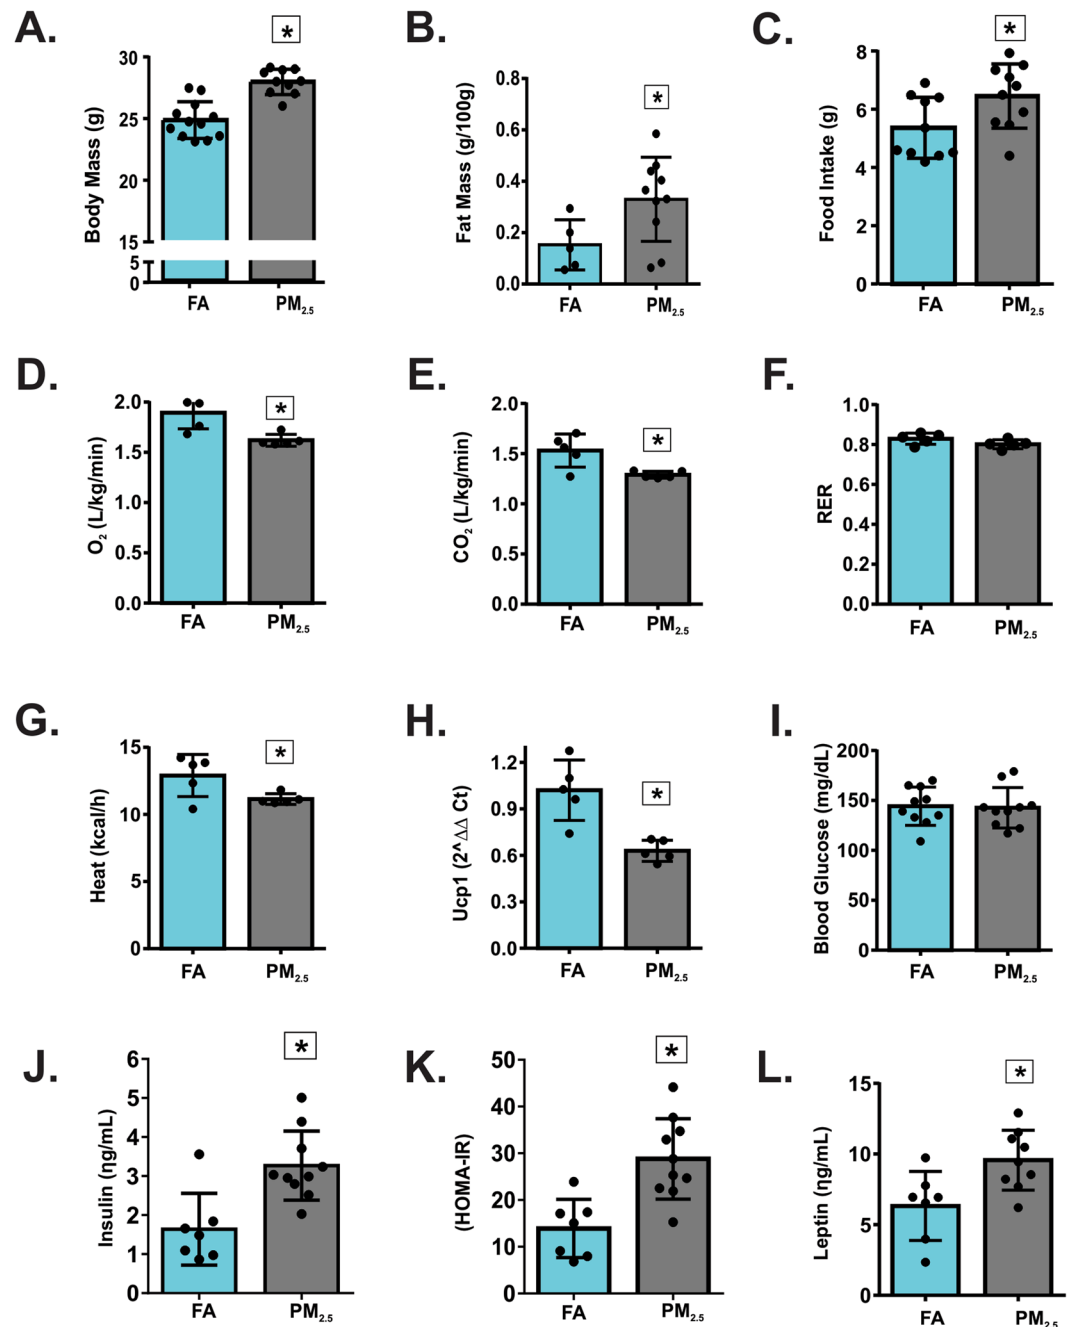 A.
*
Body Mass (g)
30
25
20
15
5
0
FA
PM2.5
B.
*
Fat Mass (g/100g)
0.8
0.6
0.4
0.2
0.0
FA
PM2.5
C.
*
Food Intake (g)
8
6
4
2
0
FA
PM2.5
D.
*
O2 (L/kg/min)
2.0
1.5
1.0
0.5
0.0
FA
PM2.5
E.
*
CO2 (L/kg/min)
2.0
1.5
1.0
0.5
0.0
FA
PM2.5
F.
RER
1.0
0.8
0.6
0.4
0.2
0.0
FA
PM2.5
G.
*
Heat (kcal/h)
15
10
5
0
FA
PM2.5
H.
*
Ucp1 (2^ΔΔ Ct)
1.2
0.9
0.6
0.3
0.0
FA
PM2.5
I.
Blood Glucose (mg/dL)
200
150
100
50
0
FA
PM2.5
J.
*
Insulin (ηg/mL)
6
5
4
3
2
1
0
FA
PM2.5
K.
*
(HOMA-IR)
50
40
30
20
10
0
FA
PM2.5
L.
*
Leptin (ηg/mL)
15
10
5
0
FA
PM2.5